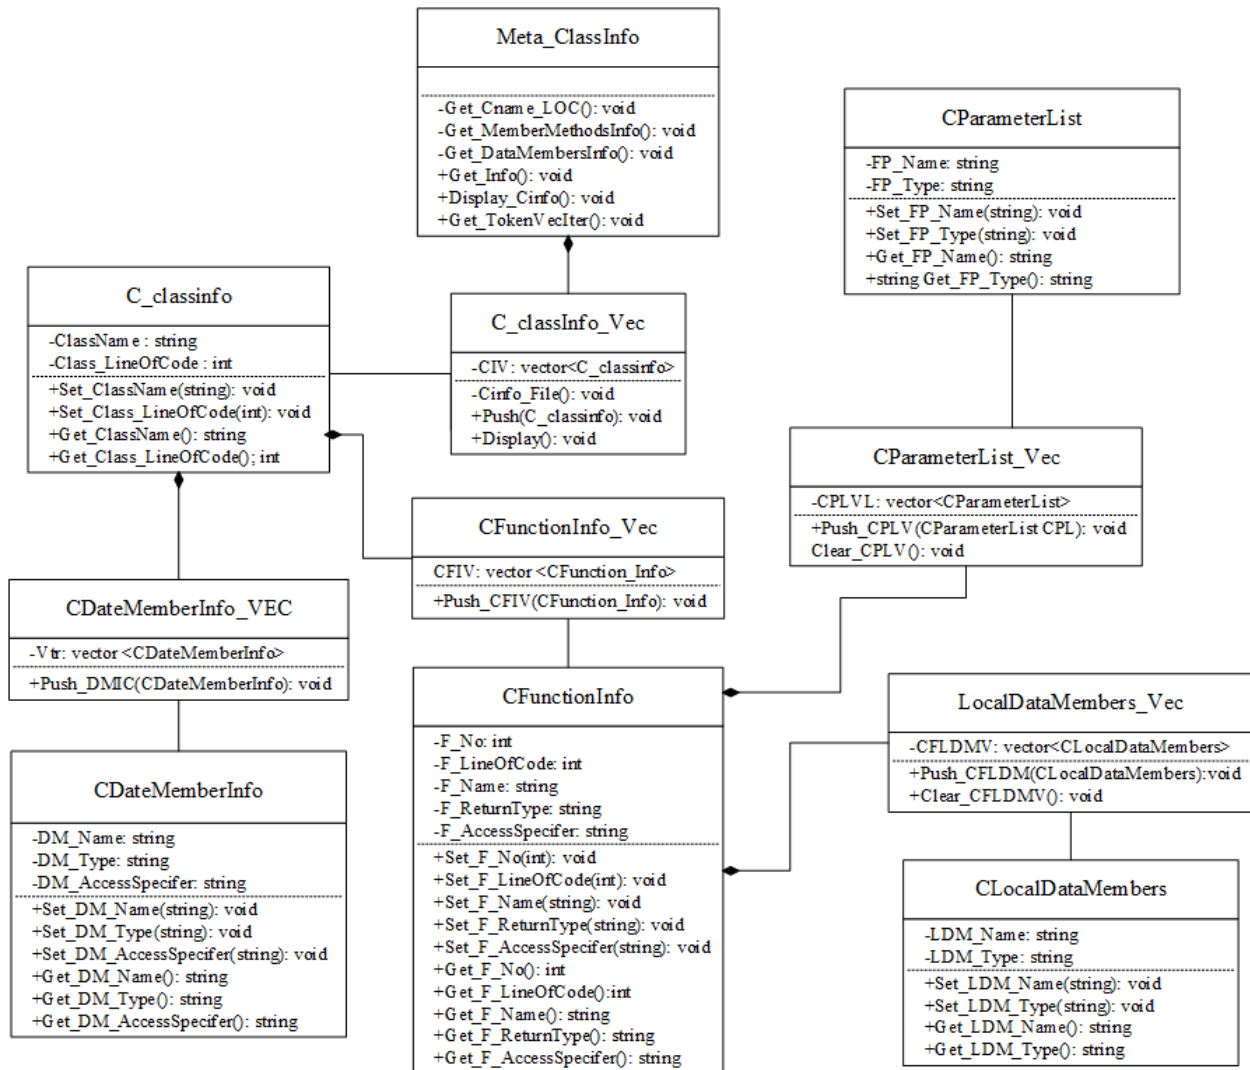 Meta_ClassInfo
-Get_Cname_LOC(): void
-Get_MemberMethodsInfo(): void
-Get_DataMembersInfo(): void
+Get_Info(): void
+Display_Cinfo(): void
+Get_TokenVecIter(): void
CParameterList
-FP_Name: string
-FP_Type: string
+Set_FP_Name(string): void
+Set_FP_Type(string): void
+Get_FP_Name(): string
+string Get_FP_Type(): string
C_classinfo
-ClassName : string
-Class_LineOfCode : int
+Set_ClassName(string): void
+Set_Class_LineOfCode(int): void
+Get_ClassName(): string
+Get_Class_LineOfCode(); int
C_classInfo_Vec
-CIV: vector<C_classinfo>
-Cinfo_File(): void
+Push(C_classinfo): void
+Display(): void
CParameterList_Vec
-CPLVL: vector<CParameterList>
+Push_CPLV(CParameterList CPL): void
Clear_CPLV(): void
CFunctionInfo_Vec
CFIV: vector <CFunction_Info>
+Push_CFIV(CFunction_Info): void
CDateMemberInfo_VEC
-Vtr: vector <CDateMemberInfo>
+Push_DMIC(CDateMemberInfo): void
CFunctionInfo
-F_No: int
-F_LineOfCode: int
-F_Name: string
-F_ReturnType: string
-F_AccessSpecifer: string
+Set_F_No(int): void
+Set_F_LineOfCode(int): void
+Set_F_Name(string): void
+Set_F_ReturnType(string): void
+Set_F_AccessSpecifer(string): void
+Get_F_No(): int
+Get_F_LineOfCode():int
+Get_F_Name(): string
+Get_F_ReturnType(): string
+Get_F_AccessSpecifer(): string
LocalDataMembers_Vec
-CFLDMV: vector<CLocalDataMembers>
+Push_CFLDM(CLocalDataMembers):void
+Clear_CFLDMV(): void
CDateMemberInfo
-DM_Name: string
-DM_Type: string
-DM_AccessSpecifer: string
+Set_DM_Name(string): void
+Set_DM_Type(string): void
+Set_DM_AccessSpecifer(string): void
+Get_DM_Name(): string
+Get_DM_Type(): string
+Get_DM_AccessSpecifer(): string
CLocalDataMembers
-LDM_Name: string
-LDM_Type: string
+Set_LDM_Name(string): void
+Set_LDM_Type(string): void
+Get_LDM_Name(): string
+Get_LDM_Type(): string